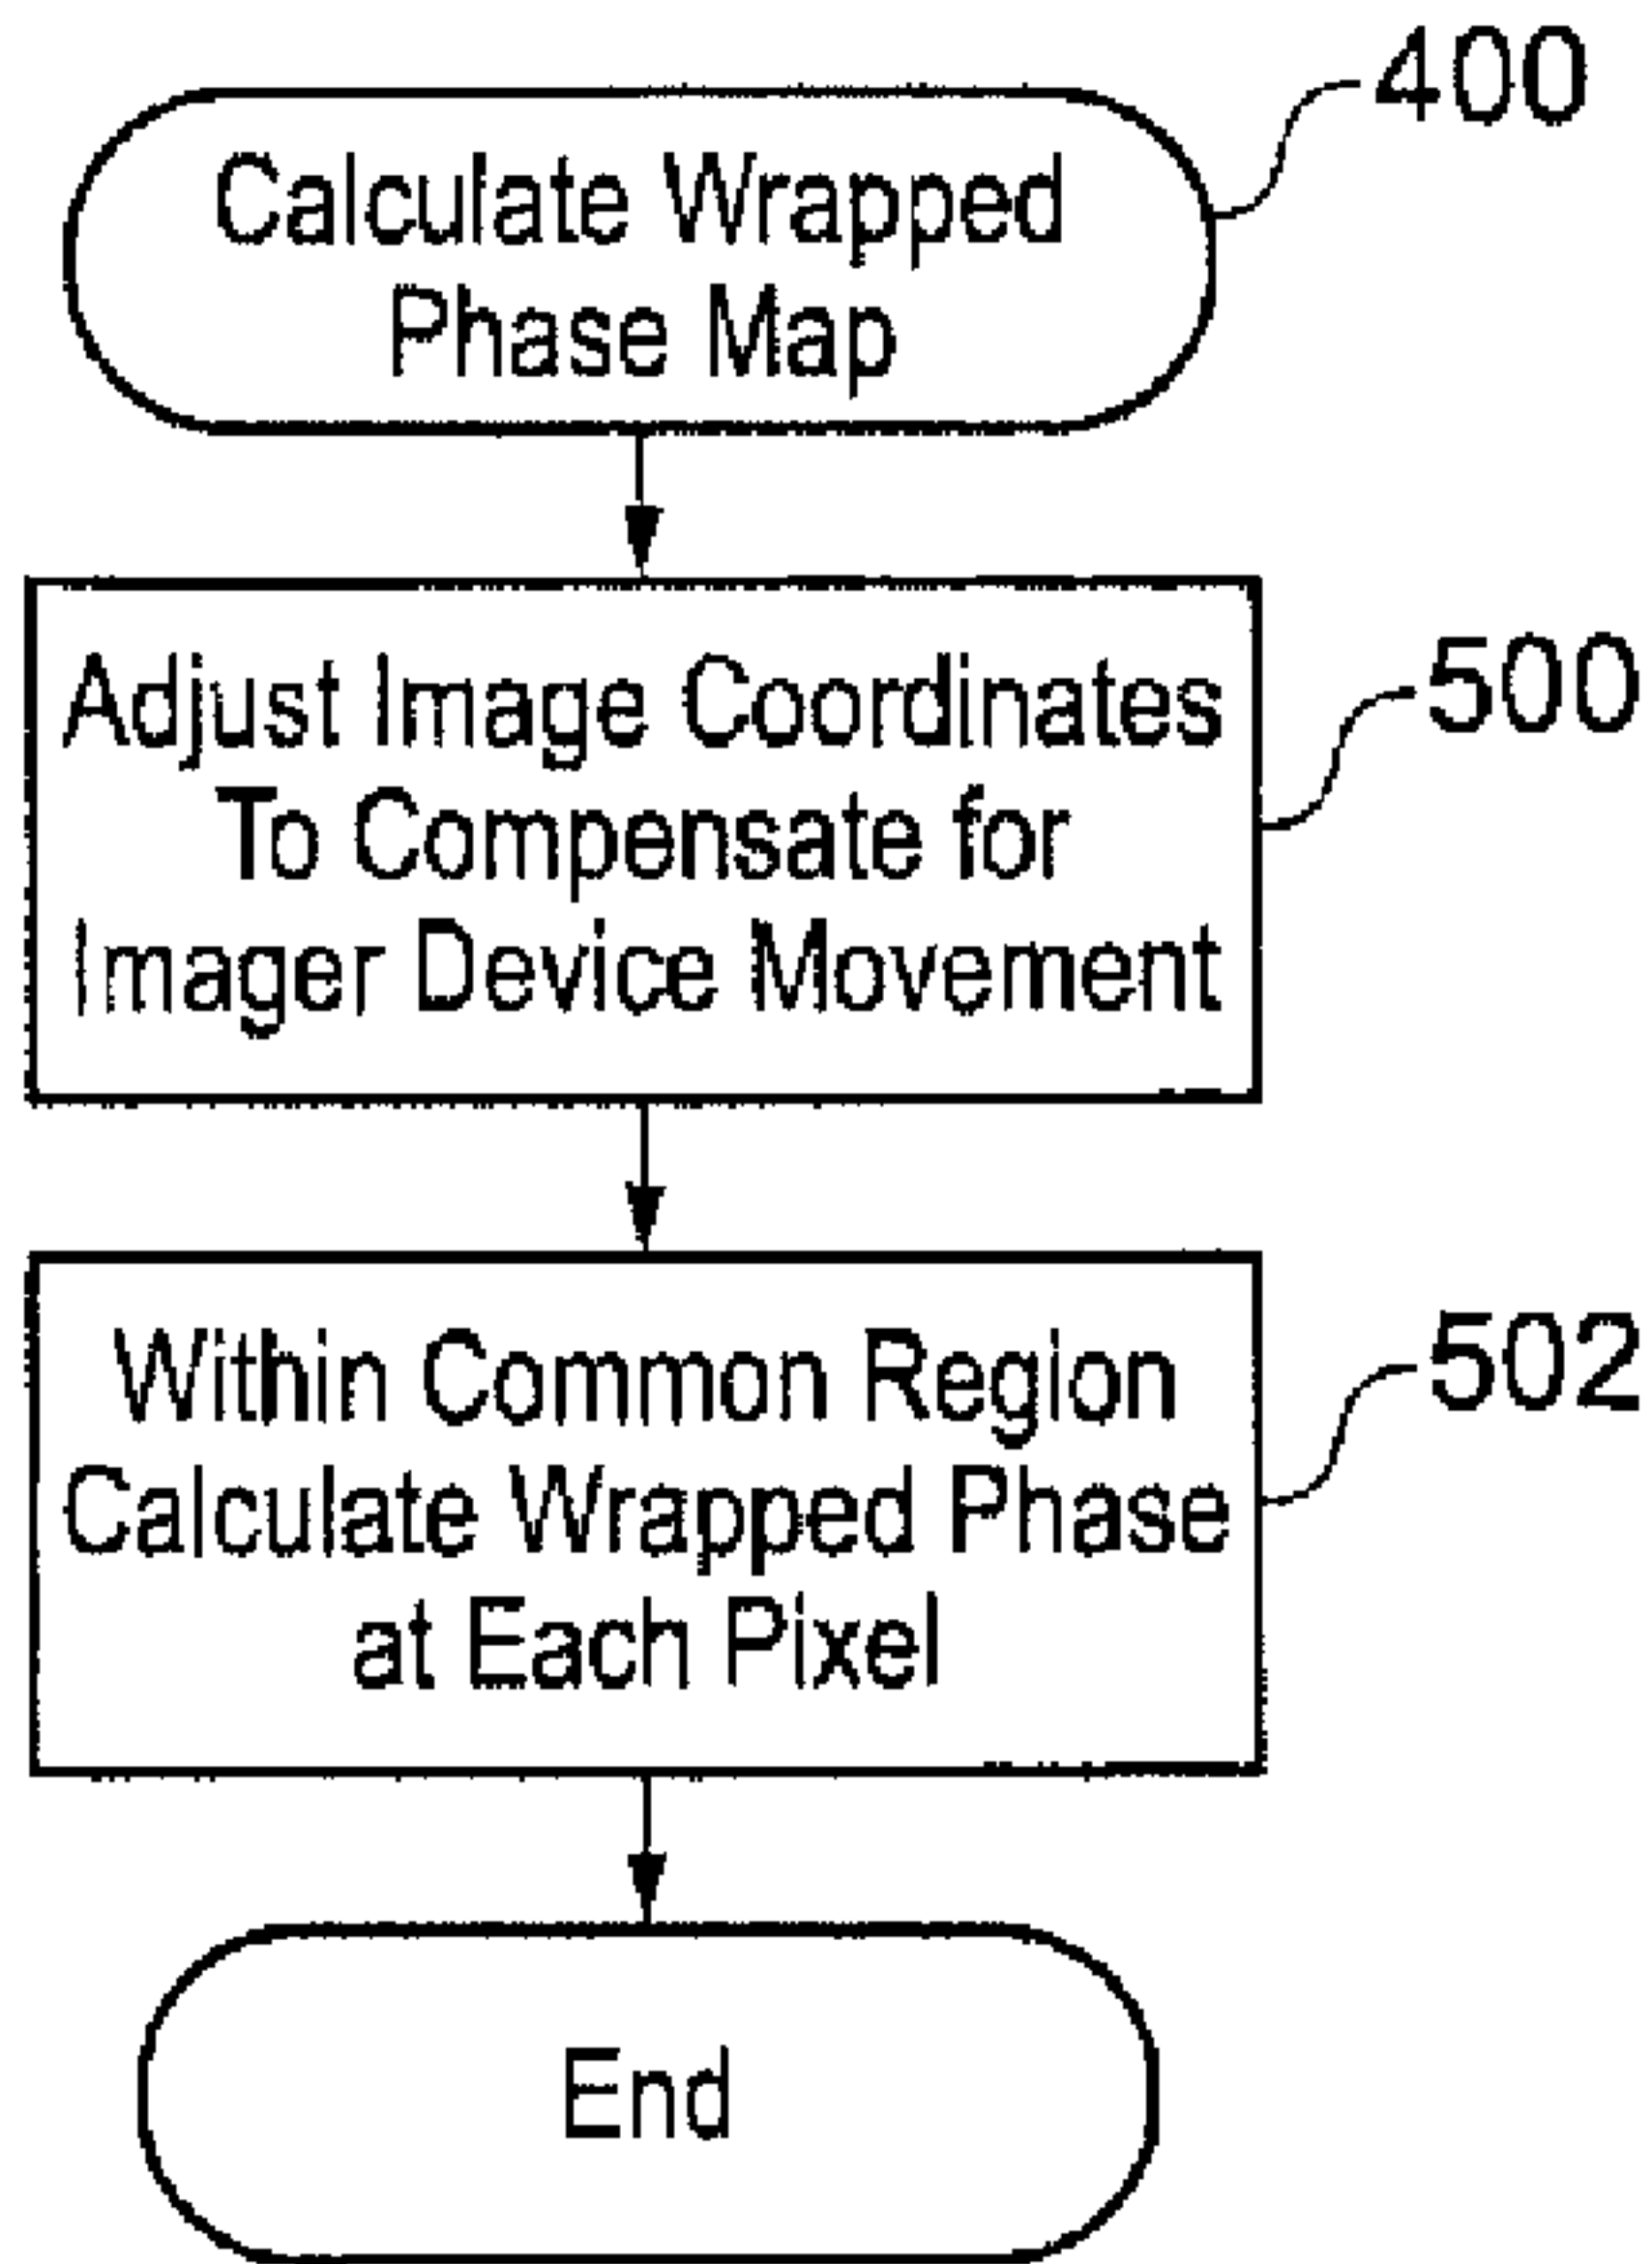 400
Calculate Wrapped
Phase Map
500
Adjust Image Coordinates
To Compensate for
Imager Device Movement
502
Within Common Region
Calculate Wrapped Phase
at Each Pixel
End